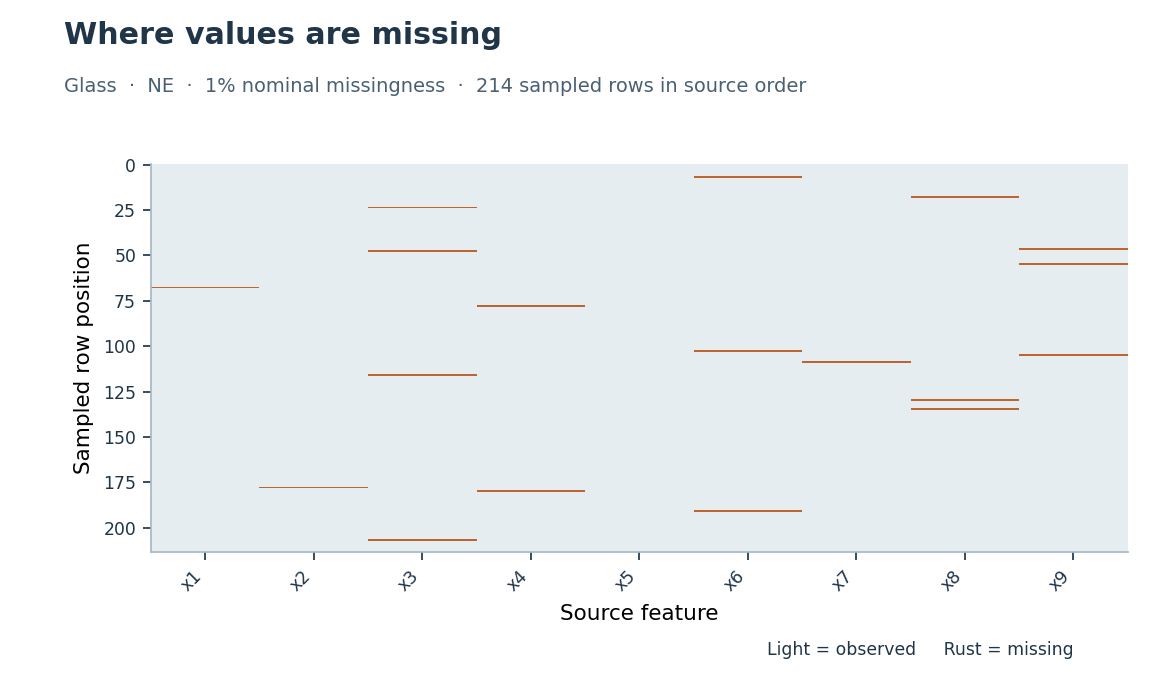 Where values are missing
Glass · NE · 1% nominal missingness · 214 sampled rows in source order
0
25
50
75
100
125
150
175
200
Sampled row position
x1 x2 x3 x4 x5 x6 x7 x8 x9
Source feature
Light = observed Rust = missing